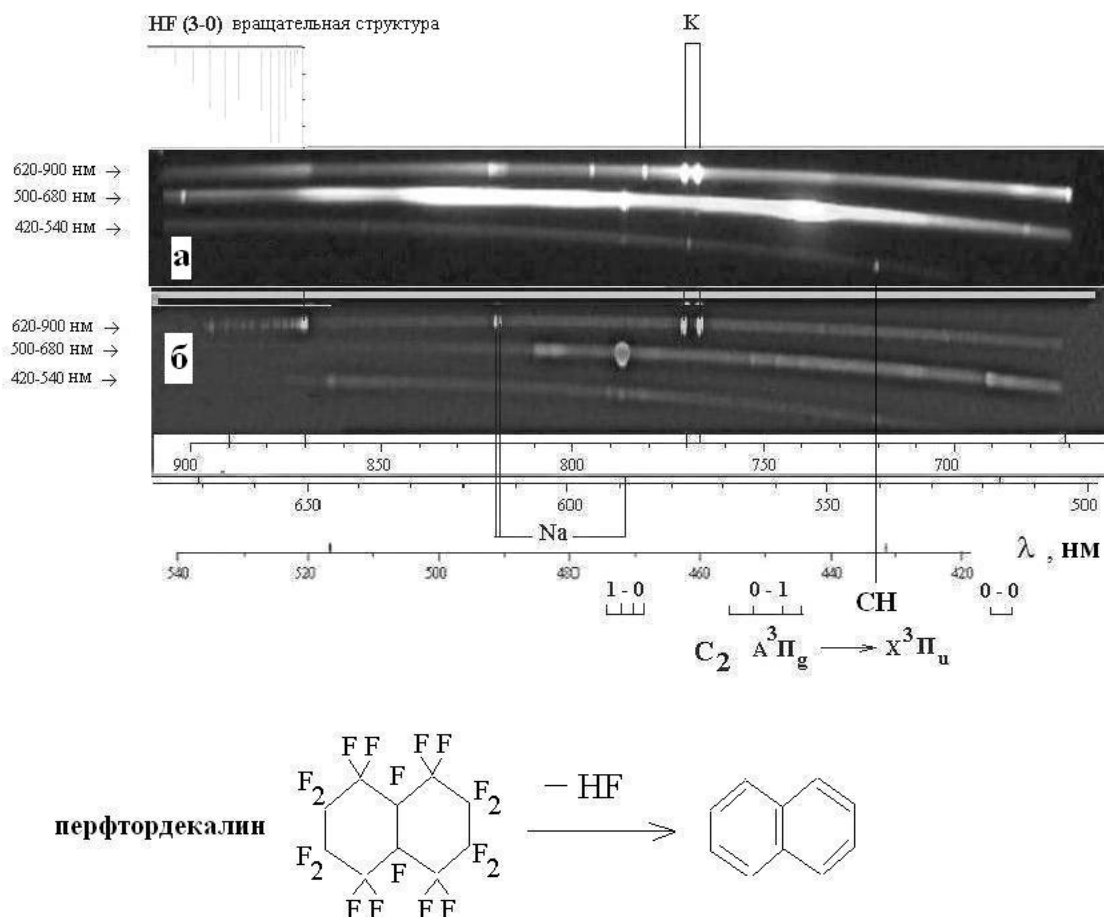 HF (3-0) вращательная структура
K
620-900 нм →
500-680 нм →
420-540 нм →
а
620-900 нм →
500-680 нм →
420-540 нм →
б
900 850 800 750 700
650 600 550 500
Na
λ , нм
540 520 500 480 460 440 420
1 - 0 0 - 1 0 - 0
CH
C₂ A³Πg → X³Πu
F F F F
F₂ F F₂
− HF
перфтордекалин
F₂ F F₂
F F F F